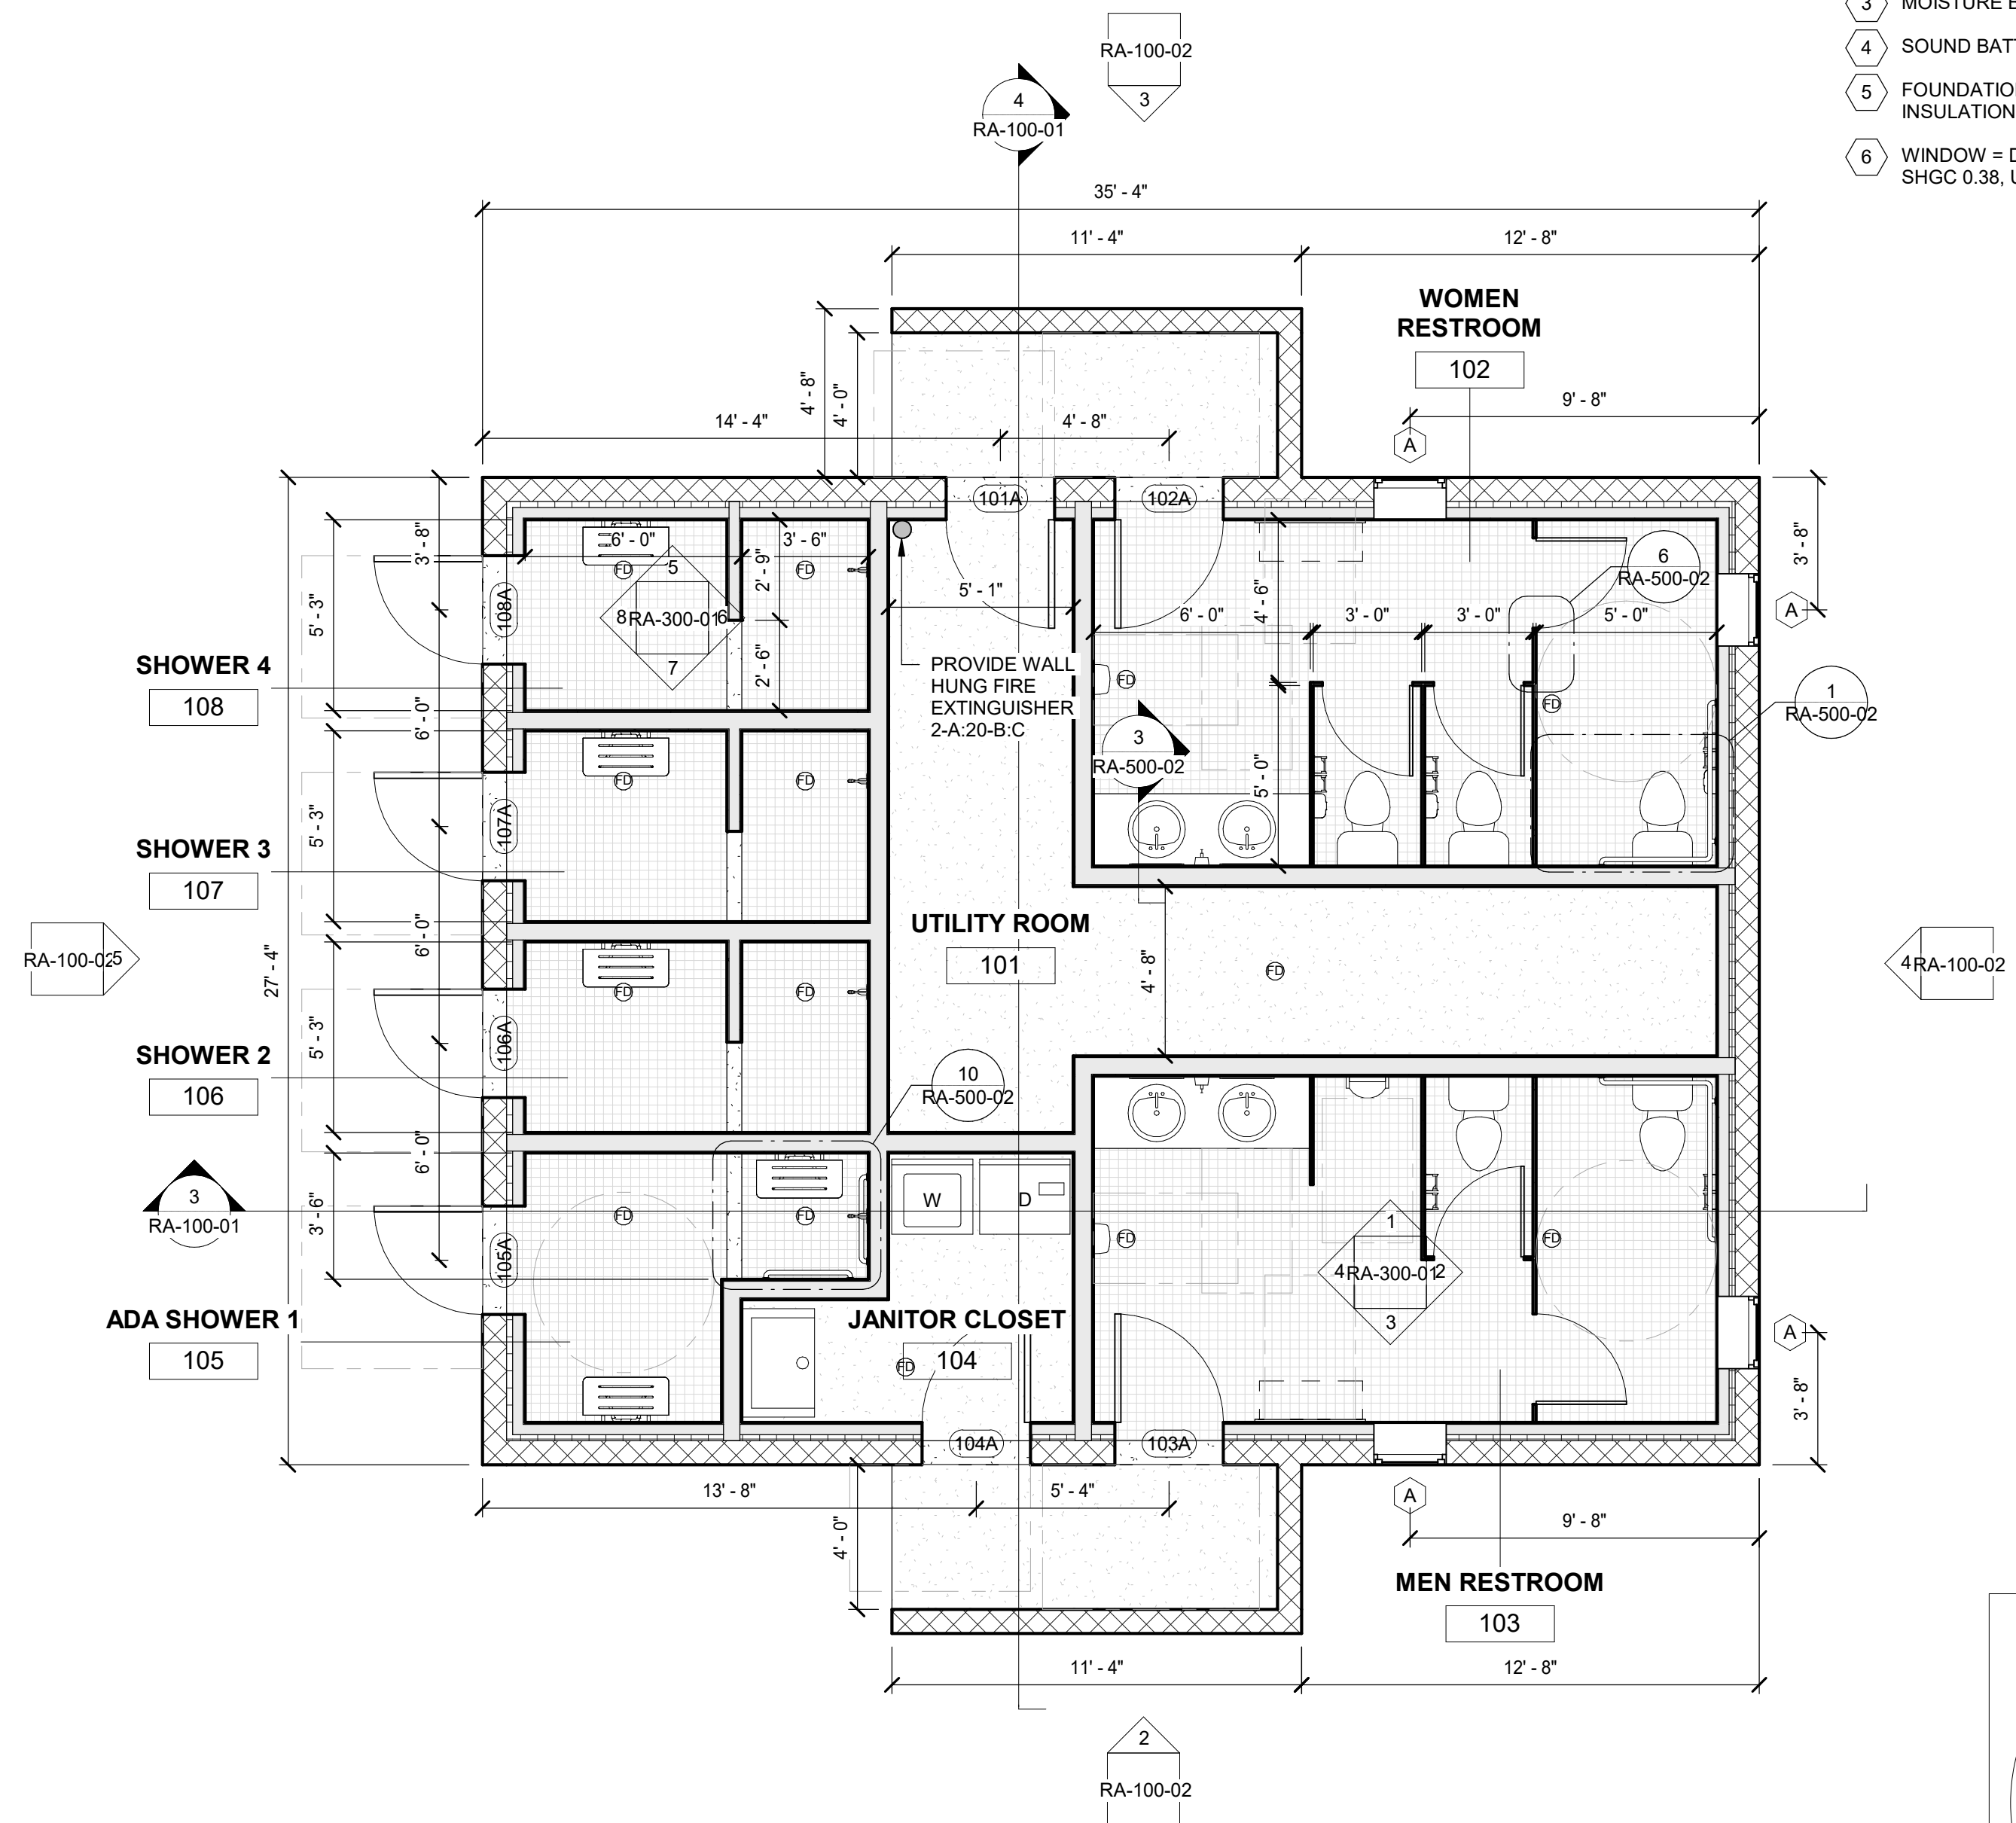 3 MOISTURE
4 SOUND BATT
5 FOUNDATION
INSULATION
6 WINDOW =
SHGC 0.38,
RA-100-02
3
4
RA-100-01
35' - 4"
11' - 4"
12' - 8"
WOMEN
RESTROOM
102
4' - 8"
4' - 0"
14' - 4"
4' - 8"
9' - 8"
A
101A
102A
3' - 8"
6' - 0"
3' - 6"
2' - 9"
5' - 3"
FD
FD
5
8 RA-300-01 6
7
108A
2' - 6"
5' - 1"
4' - 6"
6
RA-500-02
3' - 8"
A
6' - 0"
3' - 0"
3' - 0"
5' - 0"
SHOWER 4
108
PROVIDE WALL
HUNG FIRE
EXTINGUISHER
2-A:20-B:C
FD
FD
1
RA-500-02
6' - 0"
3
RA-500-02
5' - 0"
FD
FD
5' - 3"
107A
SHOWER 3
107
UTILITY ROOM
101
RA-100-02 5
27' - 4"
6' - 0"
4' - 8"
FD
4 RA-100-02
FD
FD
5' - 3"
106A
SHOWER 2
106
10
RA-500-02
6' - 0"
3
RA-100-01
3' - 6"
105A
FD
FD
W
D
FD
FD
1
4 RA-300-01 2
3
ADA SHOWER 1
105
JANITOR CLOSET
104
FD
A
3' - 8"
104A
103A
13' - 8"
5' - 4"
4' - 0"
A
9' - 8"
MEN RESTROOM
103
11' - 4"
12' - 8"
2
RA-100-02